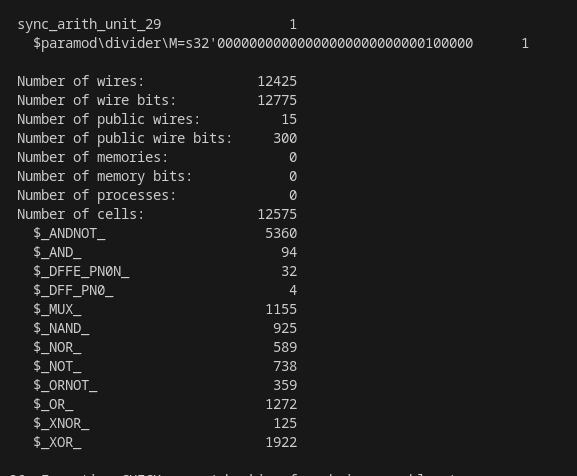 sync_arith_unit_29 1
$paramod\divider\M=s32'00000000000000000000000000100000 1
Number of wires: 12425
Number of wire bits: 12775
Number of public wires: 15
Number of public wire bits: 300
Number of memories: 0
Number of memory bits: 0
Number of processes: 0
Number of cells: 12575
$_ANDNOT_ 5360
$_AND_ 94
$_DFFE_PN0N_ 32
$_DFF_PN0_ 4
$_MUX_ 1155
$_NAND_ 925
$_NOR_ 589
$_NOT_ 738
$_ORNOT_ 359
$_OR_ 1272
$_XNOR_ 125
$_XOR_ 1922